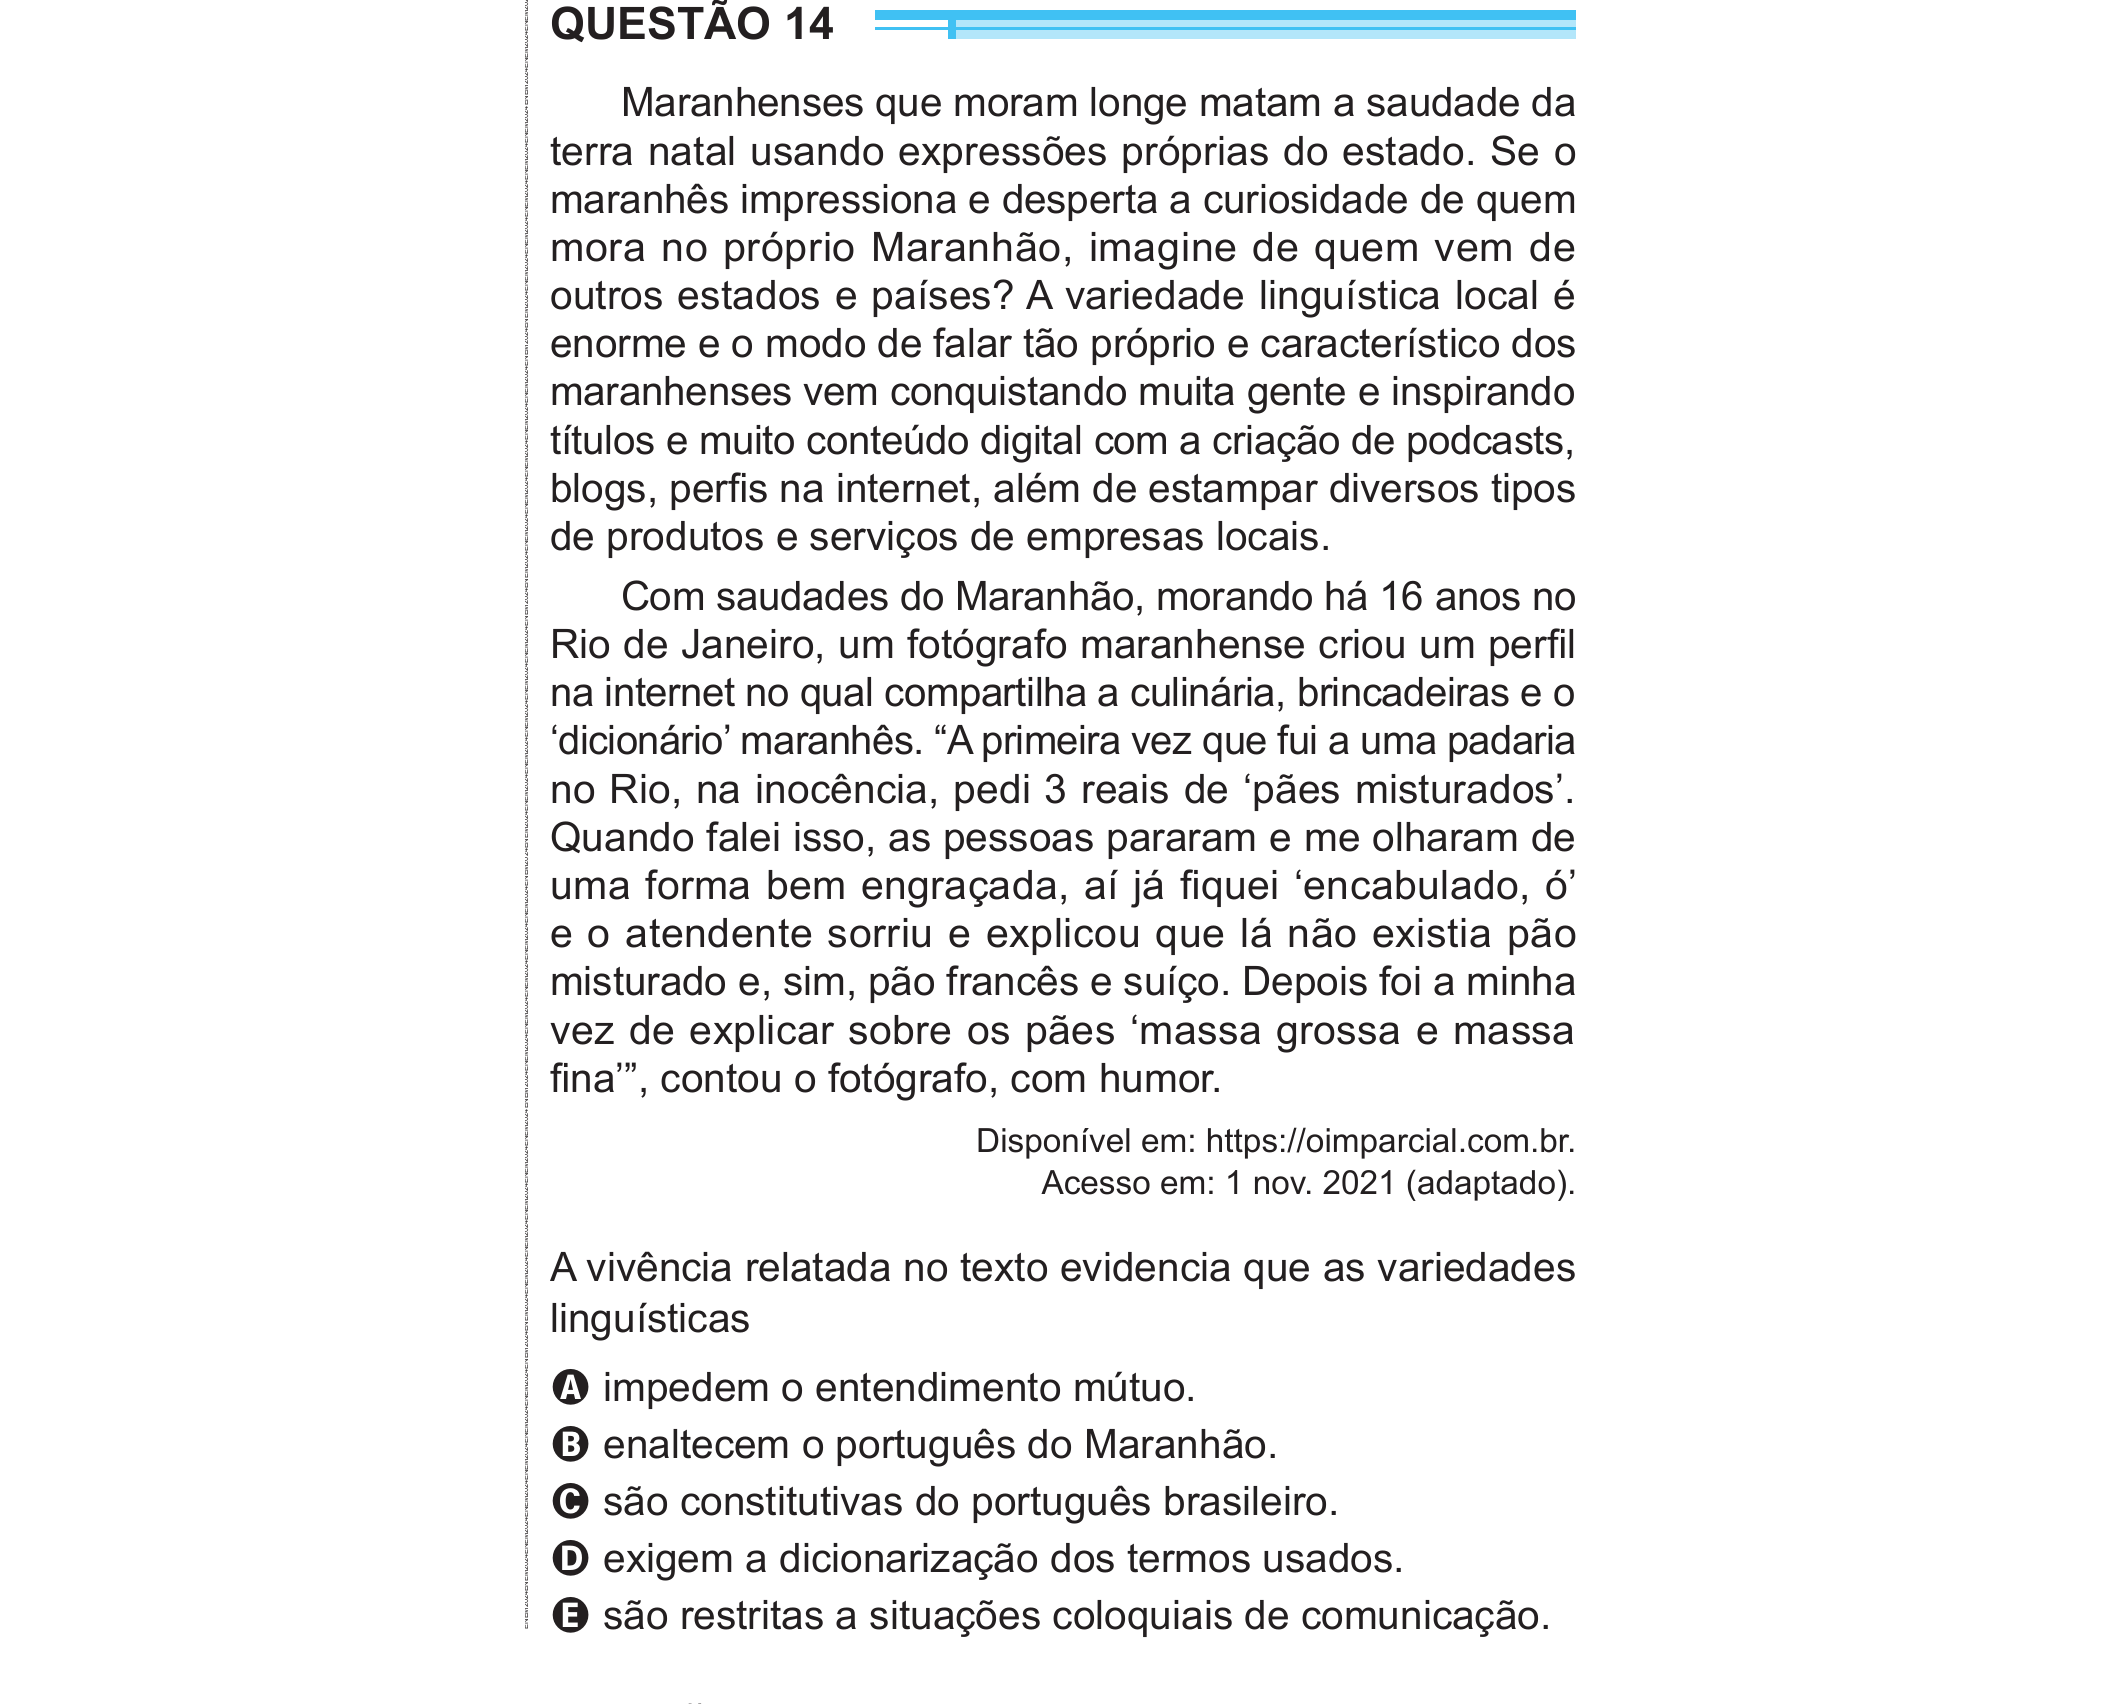 QUESTÃO 14
Maranhenses que moram longe matam a saudade da
terra natal usando expressões próprias do estado. Se o
maranhês impressiona e desperta a curiosidade de quem
mora no próprio Maranhão, imagine de quem vem de
outros estados e países? A variedade linguística local é
enorme e o modo de falar tão próprio e característico dos
maranhenses vem conquistando muita gente e inspirando
títulos e muito conteúdo digital com a criação de podcasts,
blogs, perfis na internet, além de estampar diversos tipos
de produtos e serviços de empresas locais.
Com saudades do Maranhão, morando há 16 anos no
Rio de Janeiro, um fotógrafo maranhense criou um perfil
na internet no qual compartilha a culinária, brincadeiras e o
‘dicionário’ maranhês. “A primeira vez que fui a uma padaria
no Rio, na inocência, pedi 3 reais de ‘pães misturados’.
Quando falei isso, as pessoas pararam e me olharam de
uma forma bem engraçada, aí já fiquei ‘encabulado, ó’
e o atendente sorriu e explicou que lá não existia pão
misturado e, sim, pão francês e suíço. Depois foi a minha
vez de explicar sobre os pães ‘massa grossa e massa
fina’”, contou o fotógrafo, com humor.
Disponível em: https://oimparcial.com.br.
Acesso em: 1 nov. 2021 (adaptado).
A vivência relatada no texto evidencia que as variedades
linguísticas
A impedem o entendimento mútuo.
B enaltecem o português do Maranhão.
C são constitutivas do português brasileiro.
D exigem a dicionarização dos termos usados.
E são restritas a situações coloquiais de comunicação.